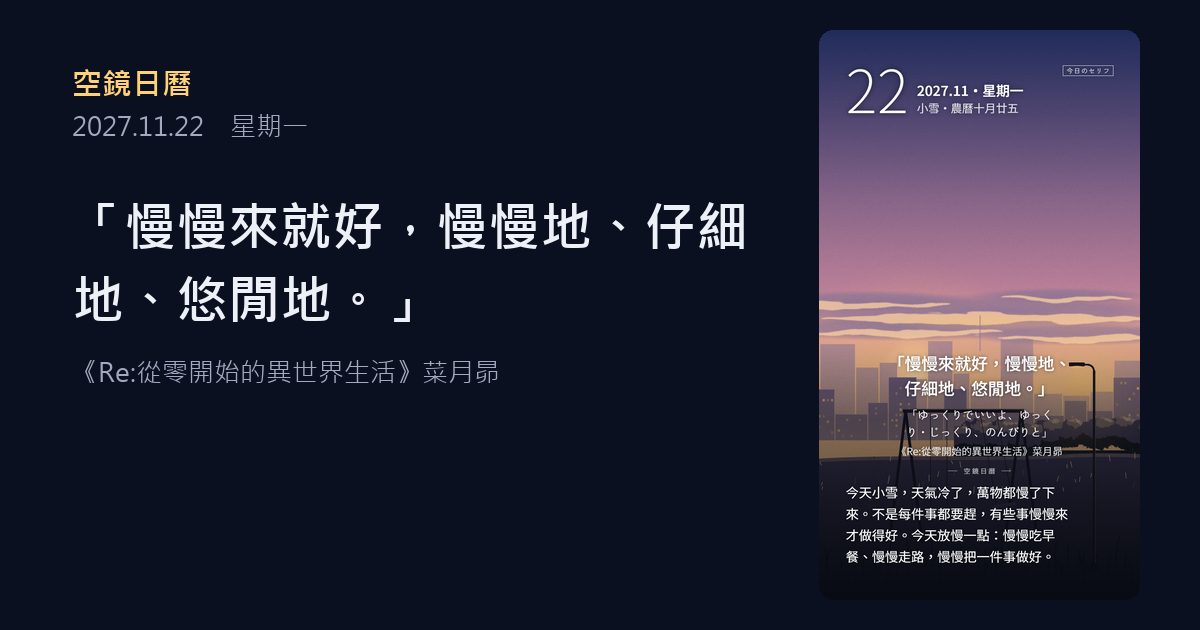 空鏡日曆
2027.11.22　星期一
「慢慢來就好，慢慢地、仔細
地、悠閒地。」
《Re:從零開始的異世界生活》菜月昴
22
2027.11・星期一
小雪・農曆十月廿五
今日のセリフ
「慢慢來就好，慢慢地、
仔細地、悠閒地。」
「ゆっくりでいいよ、ゆっく
り・じっくり、のんびりと」
《Re:從零開始的異世界生活》菜月昴
— 空鏡日曆 —
今天小雪，天氣冷了，萬物都慢了下
來。不是每件事都要趕，有些事慢慢來
才做得好。今天放慢一點：慢慢吃早
餐、慢慢走路，慢慢把一件事做好。